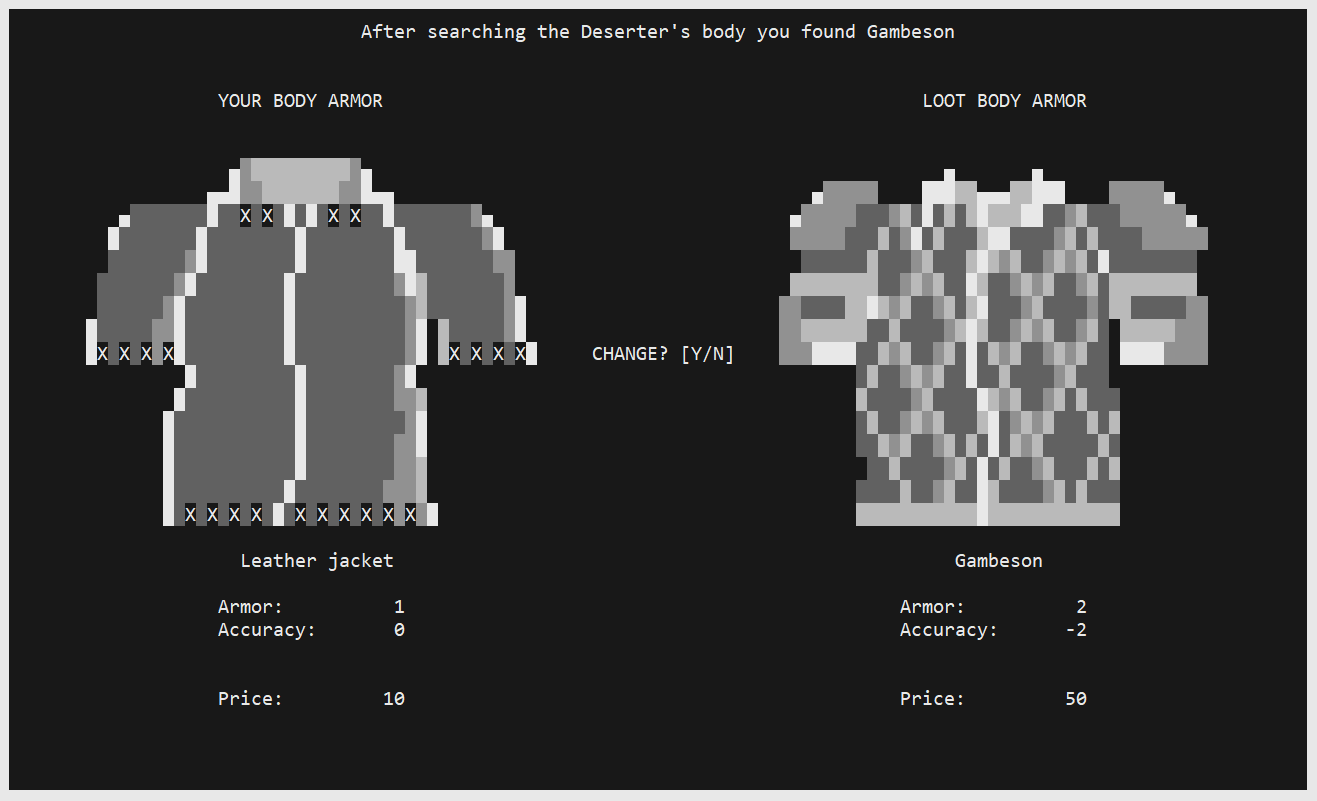 After searching the Deserter's body you found Gambeson
YOUR BODY ARMOR
LOOT BODY ARMOR
X X X X
X X X X
X X X X
CHANGE? [Y/N]
X X X X X X X X X X
Leather jacket
Gambeson
Armor: 1
Accuracy: 0
Armor: 2
Accuracy: -2
Price: 10
Price: 50